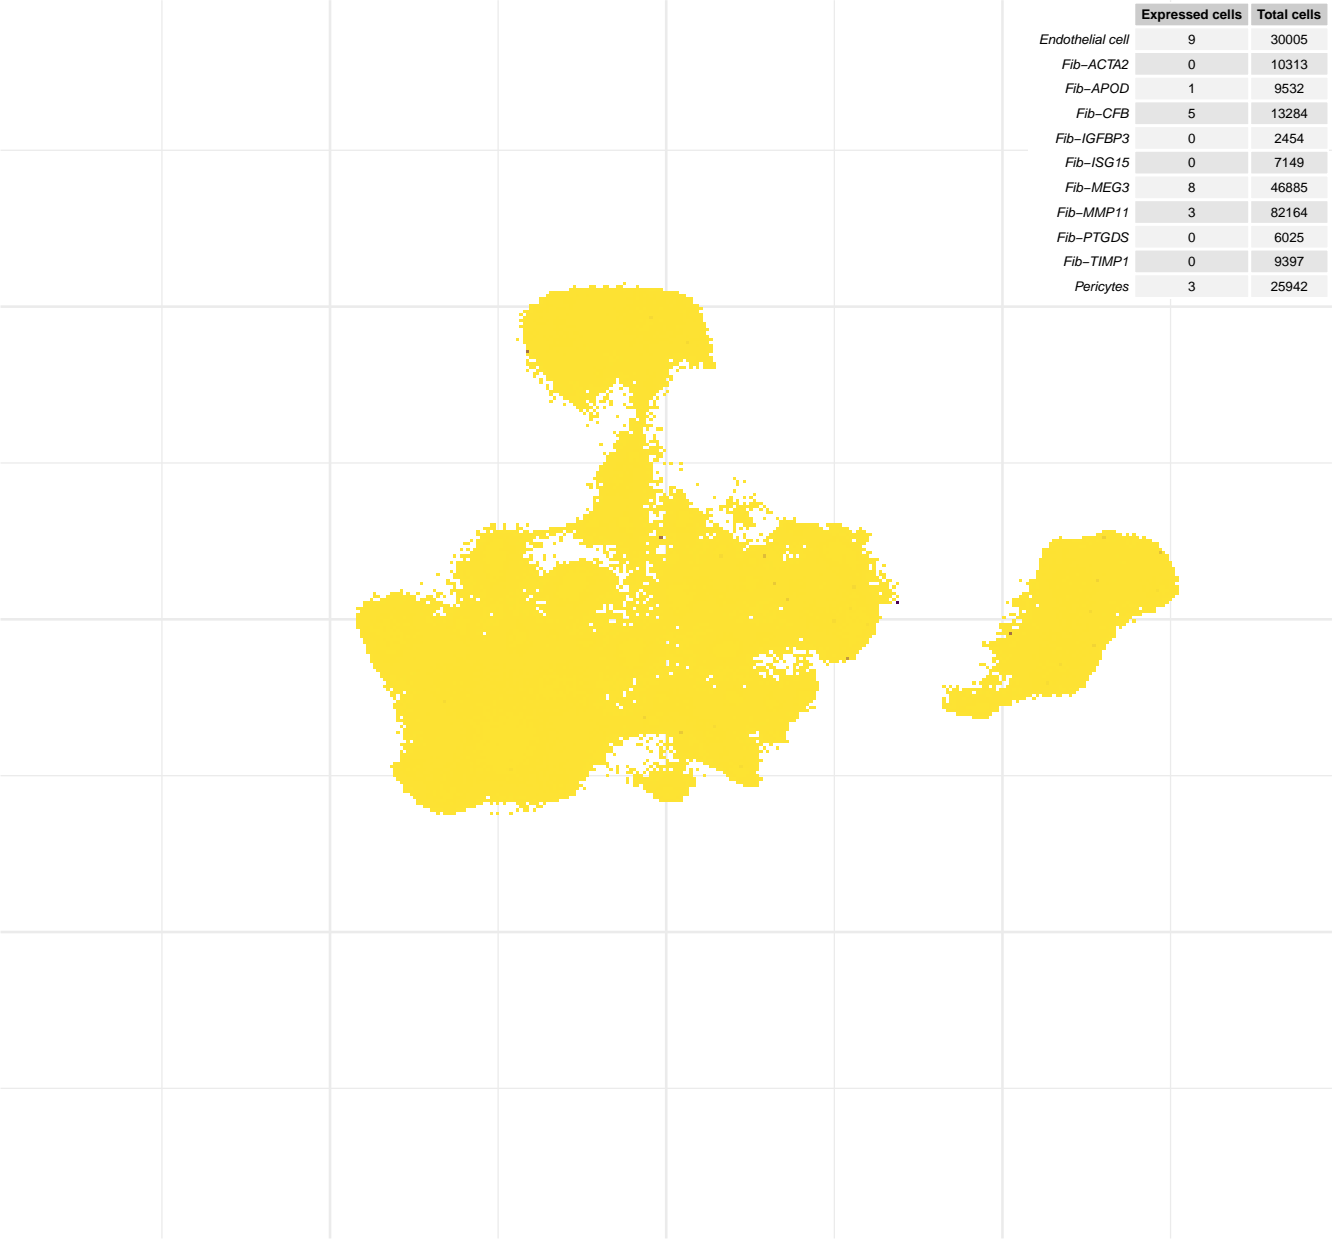 Expressed cells Total cells
Endothelial cell 9 30005
Fib−ACTA2 0 10313
Fib−APOD 1 9532
Fib−CFB 5 13284
Fib−IGFBP3 0 2454
Fib−ISG15 0 7149
Fib−MEG3 8 46885
Fib−MMP11 3 82164
Fib−PTGDS 0 6025
Fib−TIMP1 0 9397
Pericytes 3 25942